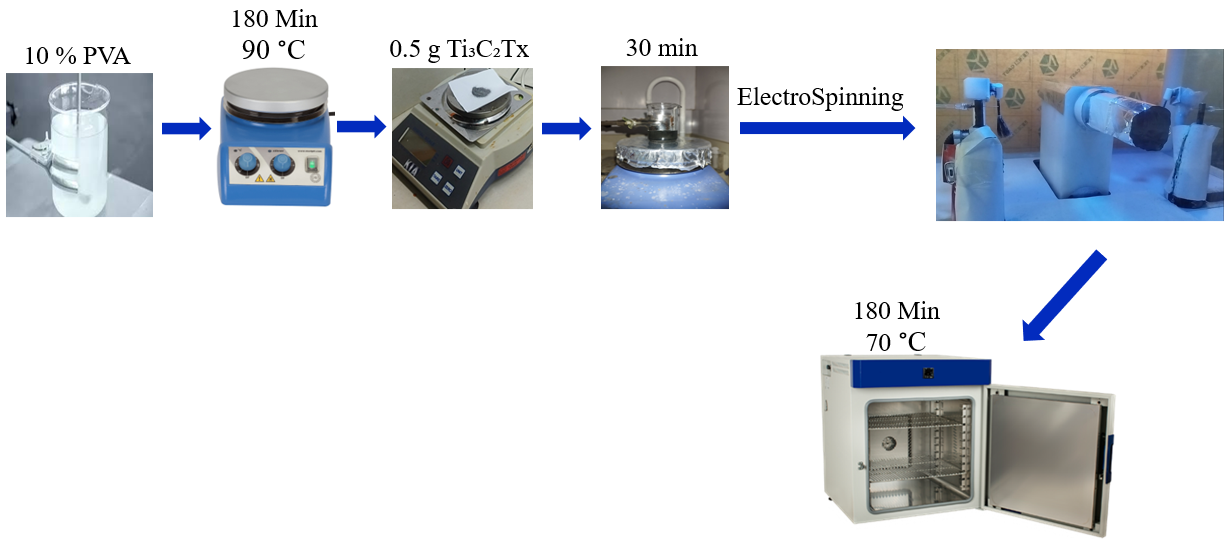 10 % PVA
180 Min
90 °C
0.5 g Ti₃C₂Tx
30 min
ElectroSpinning
180 Min
70 °C